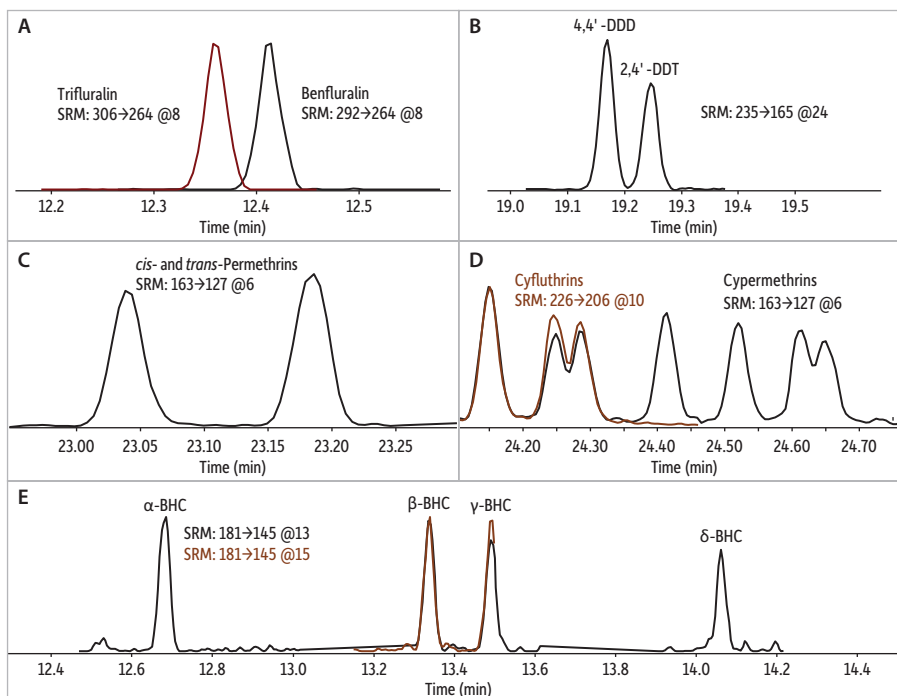 A
Trifluralin
SRM: 306→264 @8
Benfluralin
SRM: 292→264 @8
12.2 12.3 12.4 12.5
Time (min)
B
4,4' -DDD
2,4' -DDT
SRM: 235→165 @24
19.0 19.1 19.2 19.3 19.4 19.5
Time (min)
C
cis- and trans-Permethrins
SRM: 163→127 @6
23.00 23.05 23.10 23.15 23.20 23.25
Time (min)
D
Cyfluthrins
SRM: 226→206 @10
Cypermethrins
SRM: 163→127 @6
24.20 24.30 24.40 24.50 24.60 24.70
Time (min)
E
α-BHC
SRM: 181→145 @13
SRM: 181→145 @15
β-BHC
γ-BHC
δ-BHC
12.4 12.6 12.8 13.0 13.2 13.4 13.6 13.8 14.0 14.2 14.4
Time (min)